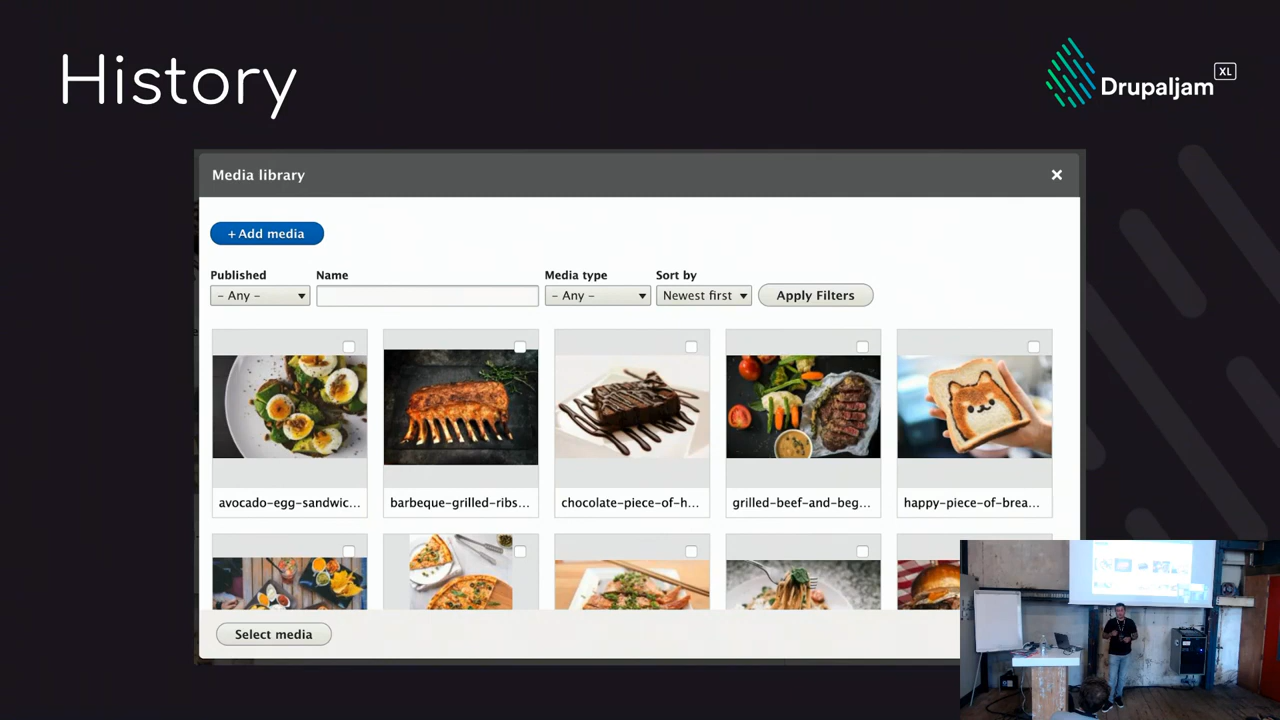 History
Drupaljam XL
Media library ×
+ Add media
Published Name Media type Sort by
– Any – – Any – Newest first Apply Filters
avocado-egg-sandwic... barbeque-grilled-ribs... chocolate-piece-of-h... grilled-beef-and-beg... happy-piece-of-brea...
Select media